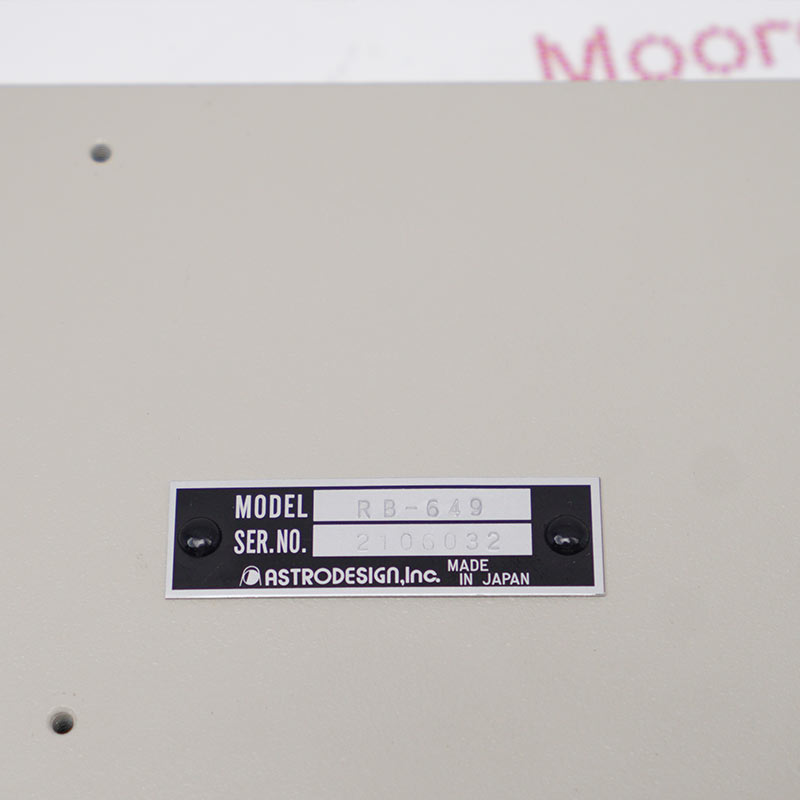 Moor
MODEL RB-649
SER.NO. 2106032
ASTRODESIGN,Inc. MADE
IN JAPAN